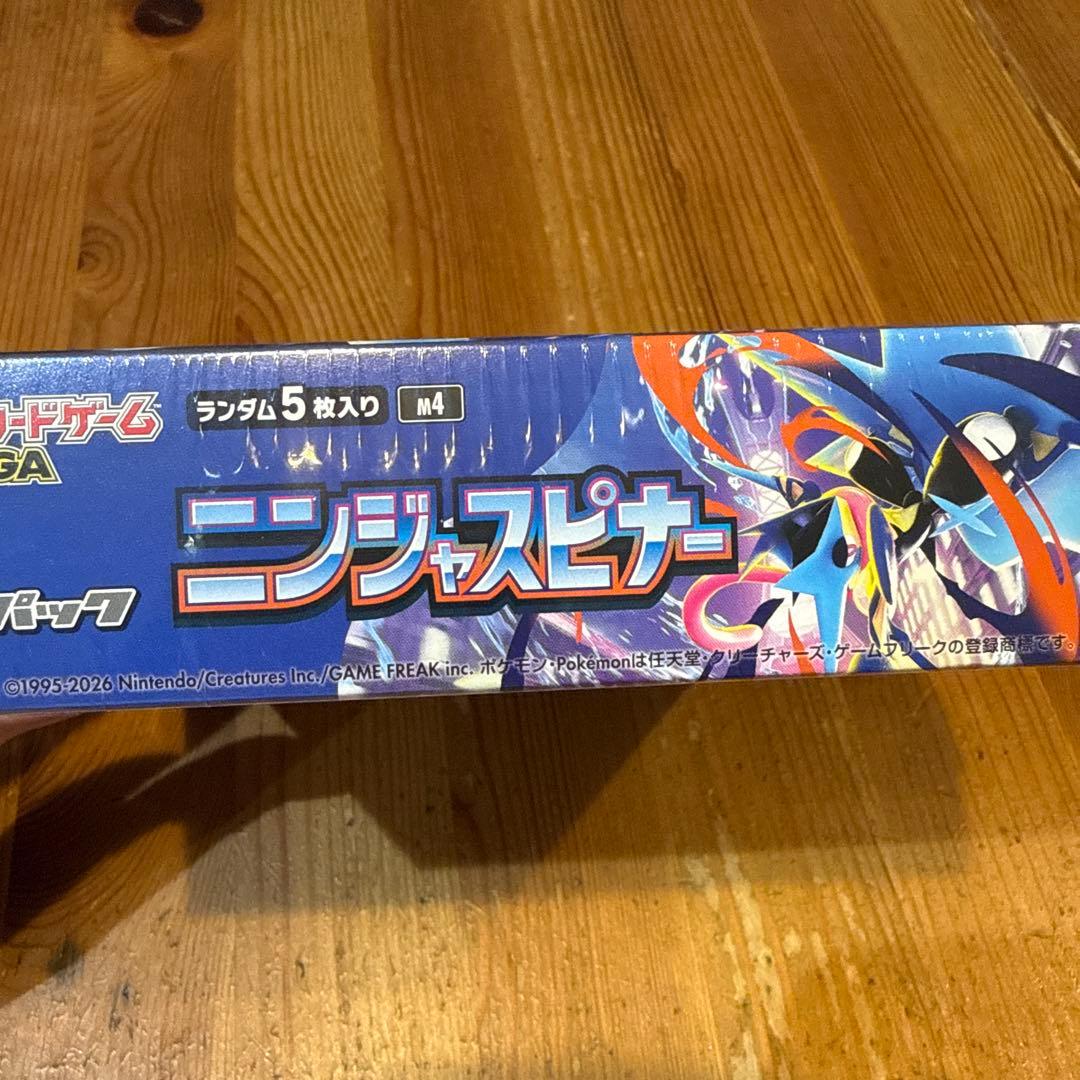 ードゲーム
GA
ランダム5枚入り M4
ニンジャスピナー
パック
©1995-2026 Nintendo/Creatures Inc./GAME FREAK inc. ポケモン・Pokémonは任天堂・クリーチャーズ・ゲームフリークの登録商標です。